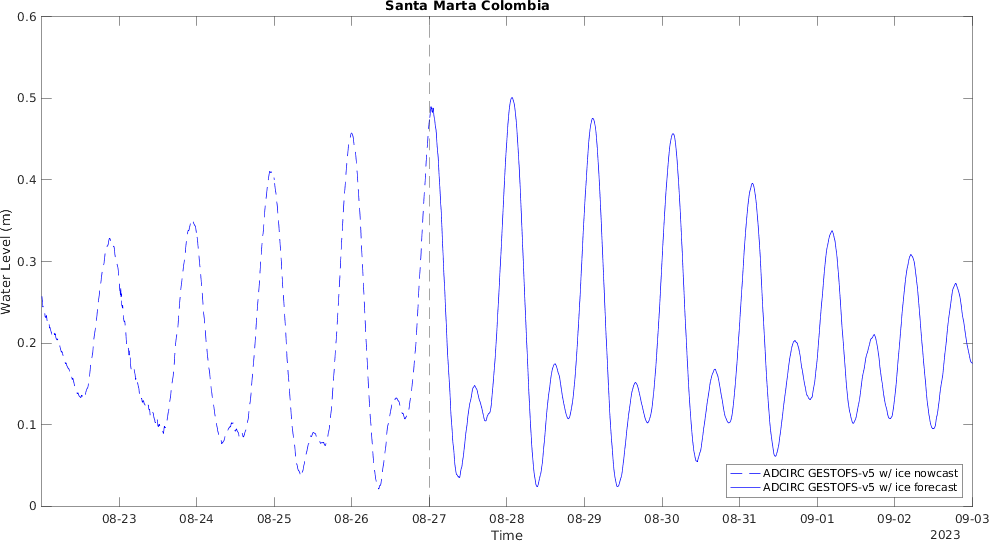 Santa Marta Colombia
0.6
0.5
0.4
0.3
0.2
0.1
0
Water Level (m)
ADCIRC GESTOFS-v5 w/ ice nowcast
ADCIRC GESTOFS-v5 w/ ice forecast
08-23 08-24 08-25 08-26 08-27 08-28 08-29 08-30 08-31 09-01 09-02 09-03
Time
2023